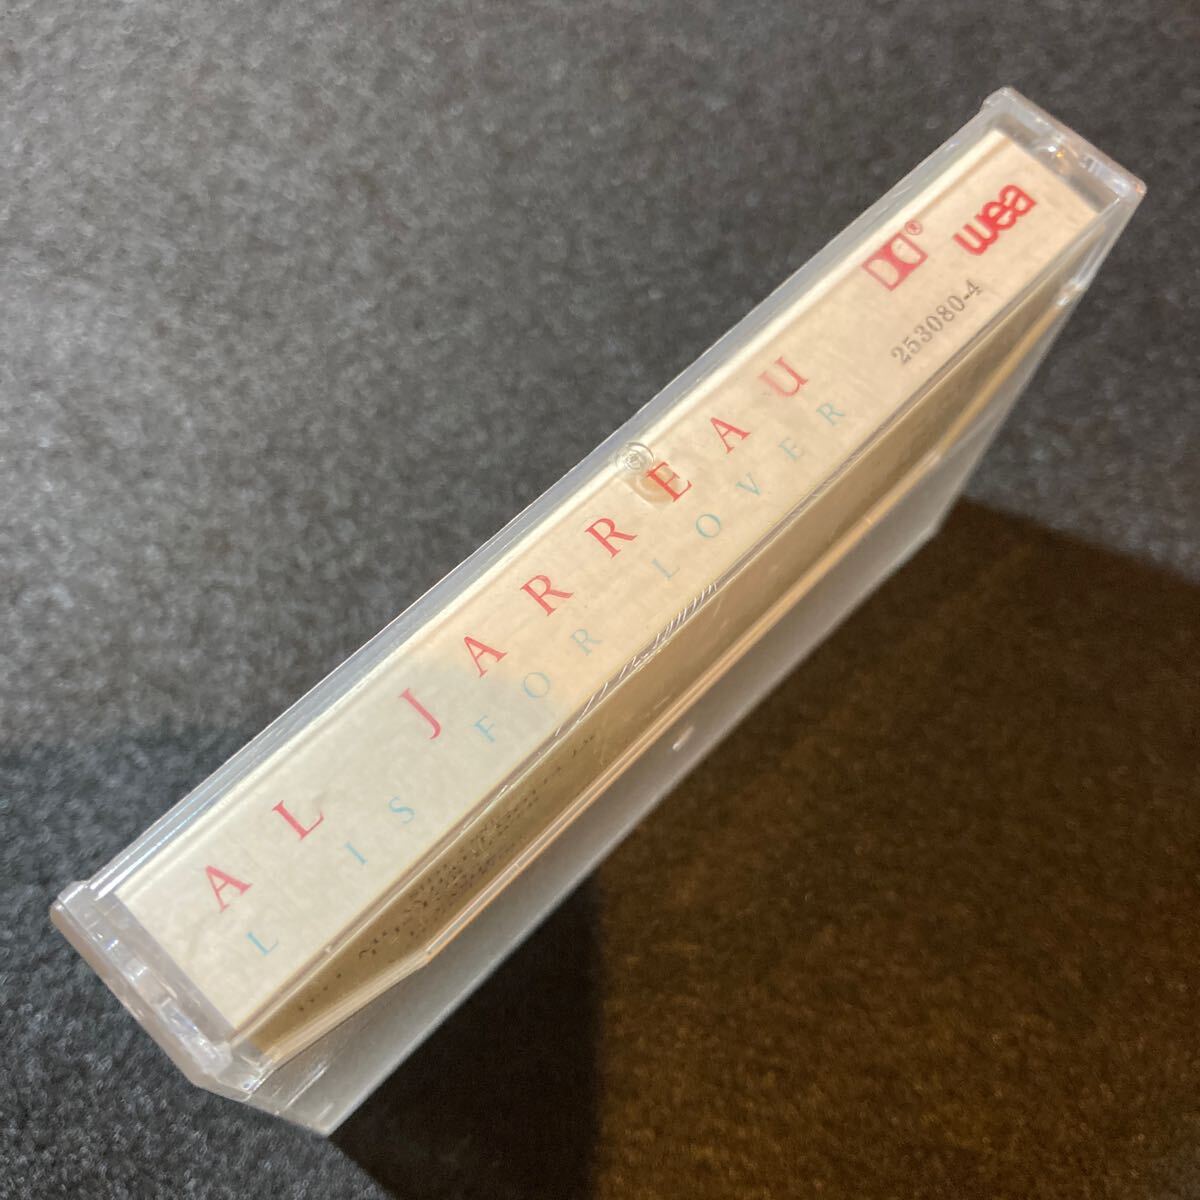 AL JARREAU
L IS FOR LOVER
253080-4
®
wea